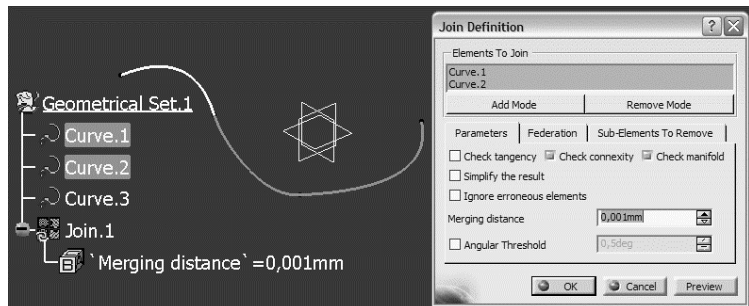 Geometrical Set.1
Curve.1
Curve.2
Curve.3
Join.1
`Merging distance`=0,001mm
Join Definition
Elements To Join
Curve.1
Curve.2
Add Mode
Remove Mode
Parameters
Federation
Sub-Elements To Remove
Check tangency
Check connexity
Check manifold
Simplify the result
Ignore erroneous elements
Merging distance
0,001mm
Angular Threshold
0,5deg
OK
Cancel
Preview